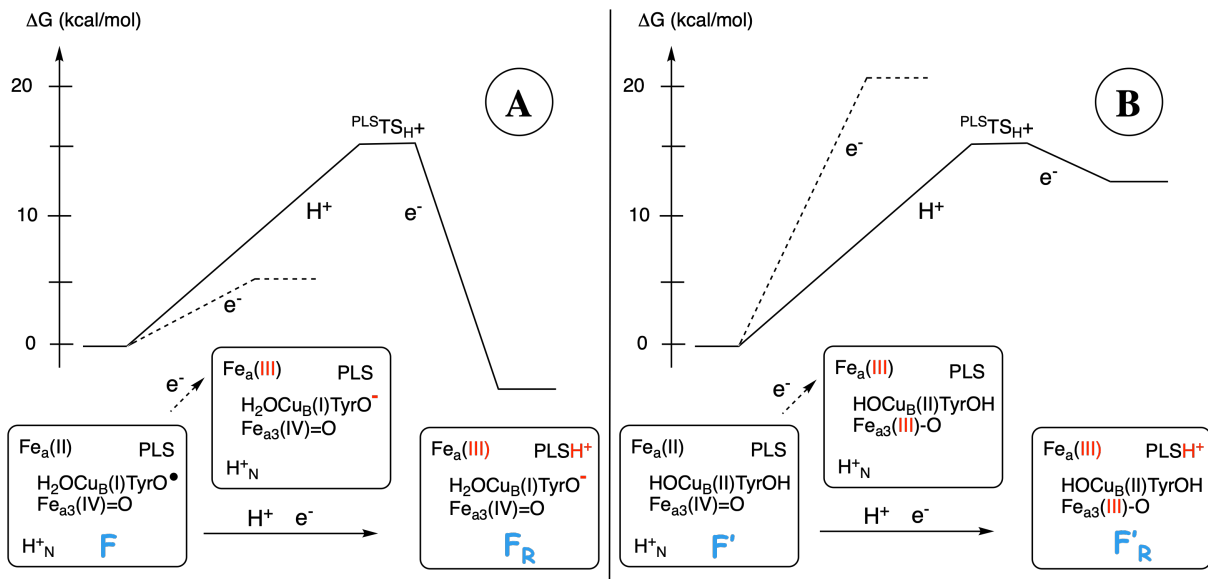 ΔG (kcal/mol)
20
10
0
A
PLSTSH+
H+
e-
e-
e-
Fea(III) PLS
H2OCuB(I)TyrO-
Fea3(IV)=O
H+N
Fea(II) PLS
H2OCuB(I)TyrO•
Fea3(IV)=O
H+N F
H+ e-
Fea(III) PLSH+
H2OCuB(I)TyrO-
Fea3(IV)=O
FR
ΔG (kcal/mol)
20
10
0
B
PLSTSH+
e-
H+
e-
e-
Fea(III) PLS
HOCuB(II)TyrOH
Fea3(III)-O
H+N
Fea(II) PLS
HOCuB(II)TyrOH
Fea3(IV)=O
H+N F'
H+ e-
Fea(III) PLSH+
HOCuB(II)TyrOH
Fea3(III)-O
F'R